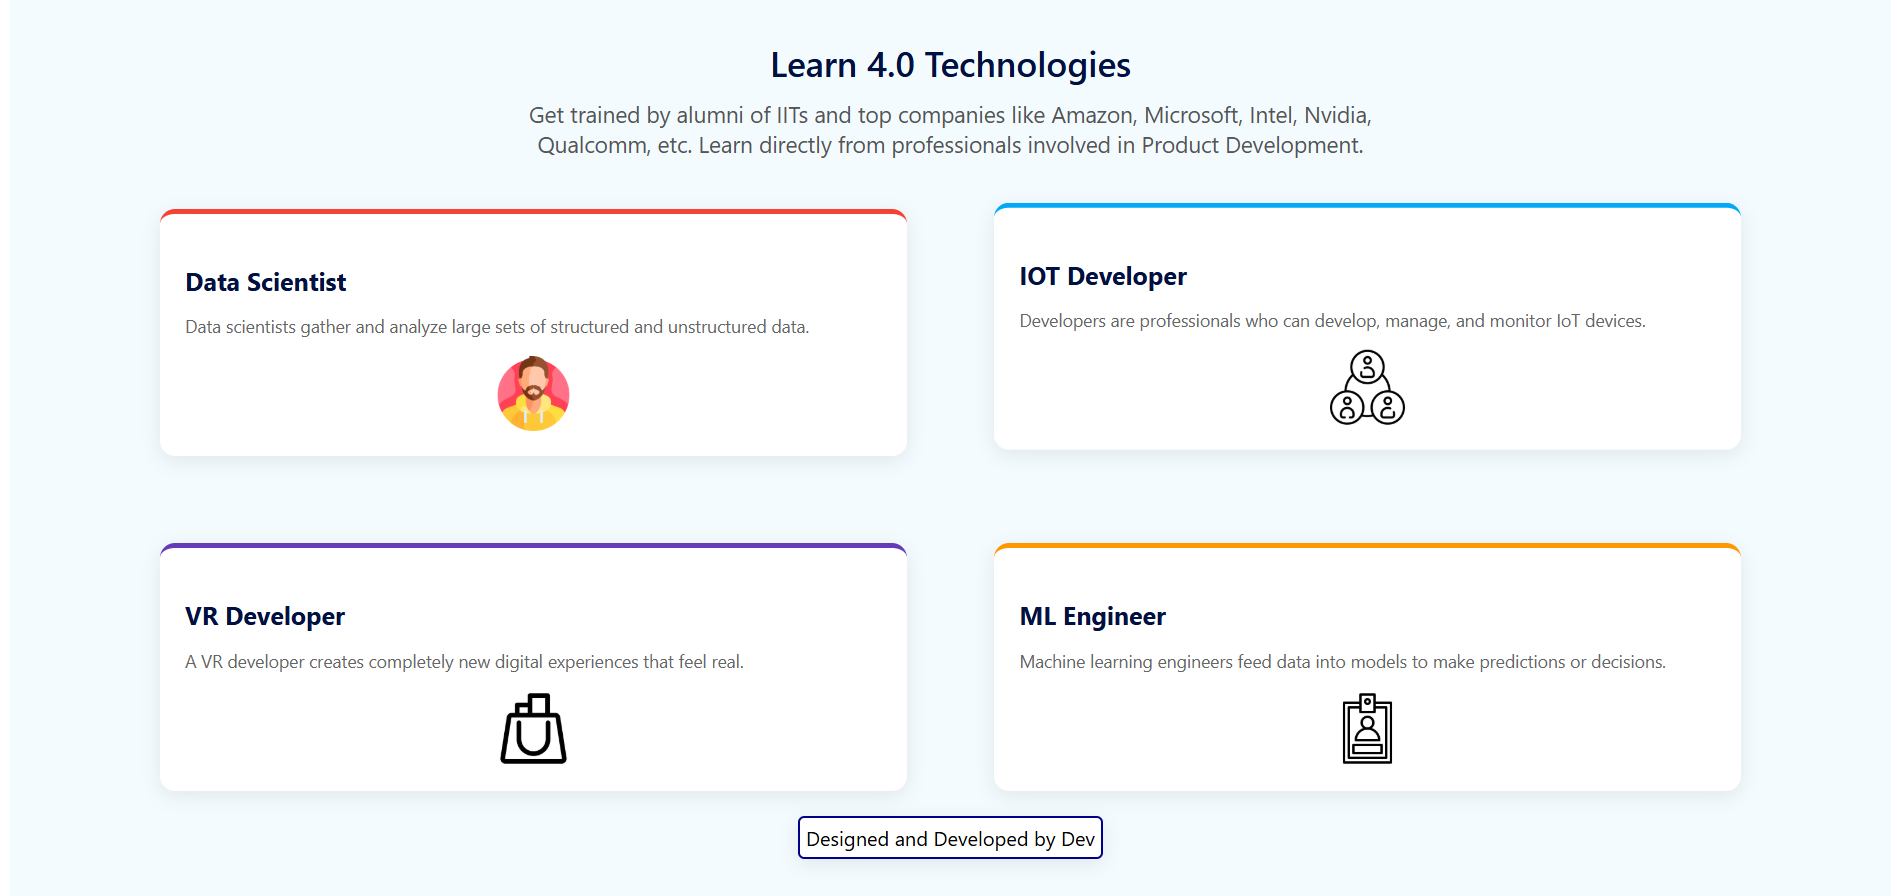 Learn 4.0 Technologies
Get trained by alumni of IITs and top companies like Amazon, Microsoft, Intel, Nvidia,
Qualcomm, etc. Learn directly from professionals involved in Product Development.
Data Scientist
Data scientists gather and analyze large sets of structured and unstructured data.
IOT Developer
Developers are professionals who can develop, manage, and monitor IoT devices.
VR Developer
A VR developer creates completely new digital experiences that feel real.
ML Engineer
Machine learning engineers feed data into models to make predictions or decisions.
Designed and Developed by Dev